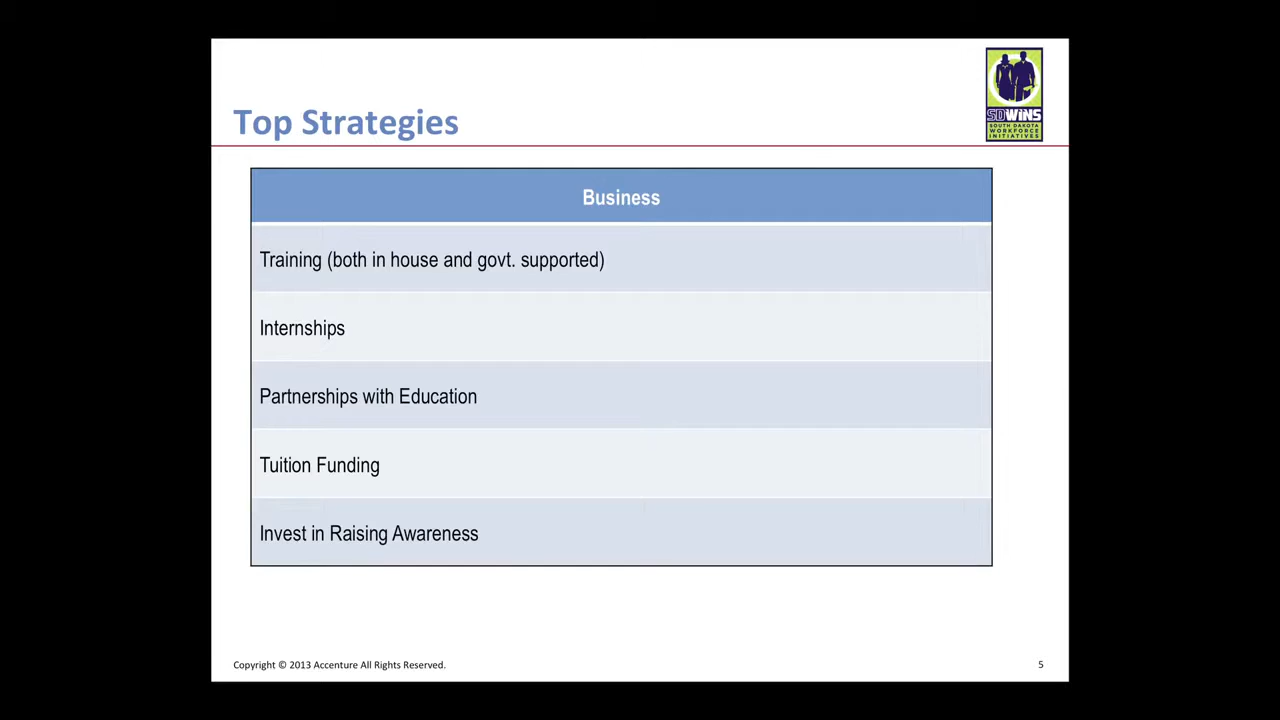 Top Strategies
SDWINS
SOUTH DAKOTA
WORKFORCE
INITIATIVES
Business
Training (both in house and govt. supported)
Internships
Partnerships with Education
Tuition Funding
Invest in Raising Awareness
Copyright © 2013 Accenture All Rights Reserved.
5